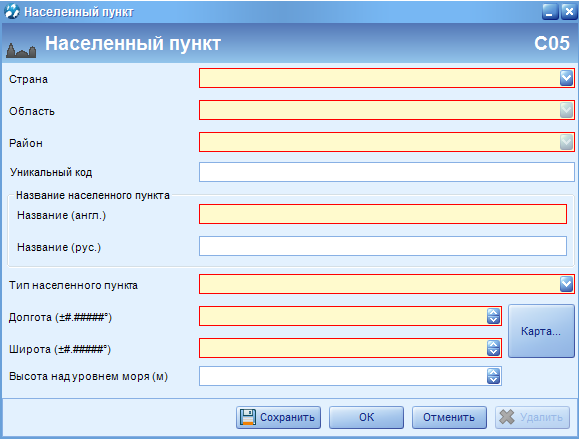 Населенный пункт
Населенный пункт C05
Страна
Область
Район
Уникальный код
Название населенного пункта
Название (англ.)
Название (рус.)
Тип населенного пункта
Долгота (±#.#####°)
Карта...
Широта (±#.#####°)
Высота над уровнем моря (м)
Сохранить OK Отменить Удалить